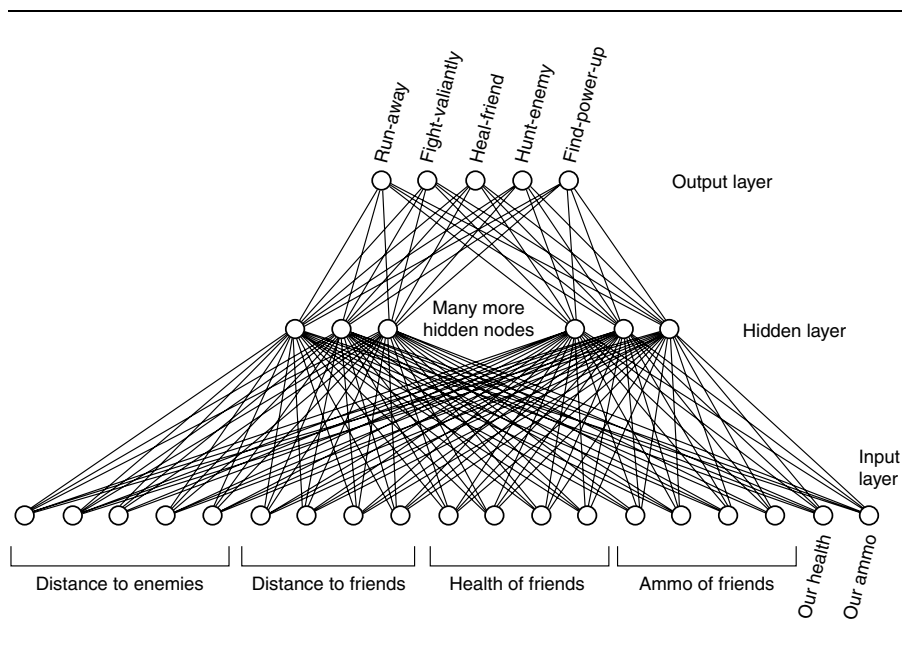 Run-away
Fight-valiantly
Heal-friend
Hunt-enemy
Find-power-up
Output layer
Many more
hidden nodes
Hidden layer
Input
layer
Distance to enemies
Distance to friends
Health of friends
Ammo of friends
Our health
Our ammo